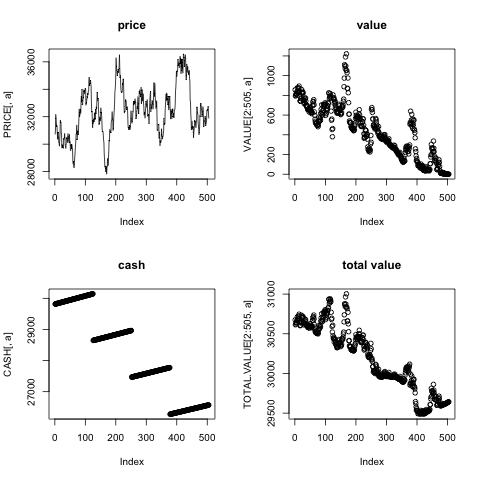 price
PRICE[, a]
28000 32000 36000
0 100 200 300 400 500
Index
value
VALUE[2:505, a]
0 200 600 1000
0 100 200 300 400 500
Index
cash
CASH[, a]
27000 29000
0 100 200 300 400 500
Index
total value
TOTAL.VALUE[2:505, a]
29500 30000 30500 31000
0 100 200 300 400 500
Index